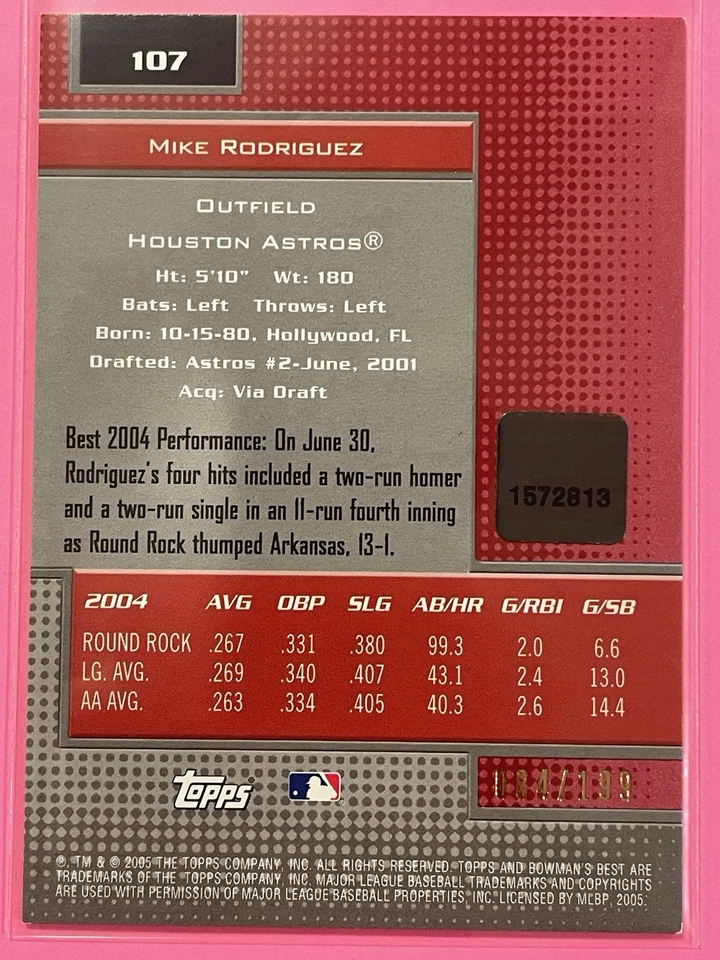 107
MIKE RODRIGUEZ
OUTFIELD
HOUSTON ASTROS®
Ht: 5'10" Wt: 180
Bats: Left Throws: Left
Born: 10-15-80, Hollywood, FL
Drafted: Astros #2-June, 2001
Acq: Via Draft
Best 2004 Performance: On June 30,
Rodriguez's four hits included a two-run homer
and a two-run single in an 11-run fourth inning
as Round Rock thumped Arkansas, 13-1.
1572813
2004 AVG OBP SLG AB/HR G/RBI G/SB
ROUND ROCK .267 .331 .380 99.3 2.0 6.6
LG. AVG. .269 .340 .407 43.1 2.4 13.0
AA AVG. .263 .334 .405 40.3 2.6 14.4
topps
084/199
®, TM & © 2005 THE TOPPS COMPANY, INC. ALL RIGHTS RESERVED. TOPPS AND BOWMAN'S BEST ARE
TRADEMARKS OF THE TOPPS COMPANY, INC. MAJOR LEAGUE BASEBALL TRADEMARKS AND COPYRIGHTS
ARE USED WITH PERMISSION OF MAJOR LEAGUE BASEBALL PROPERTIES, INC. LICENSED BY MLBP, 2005.